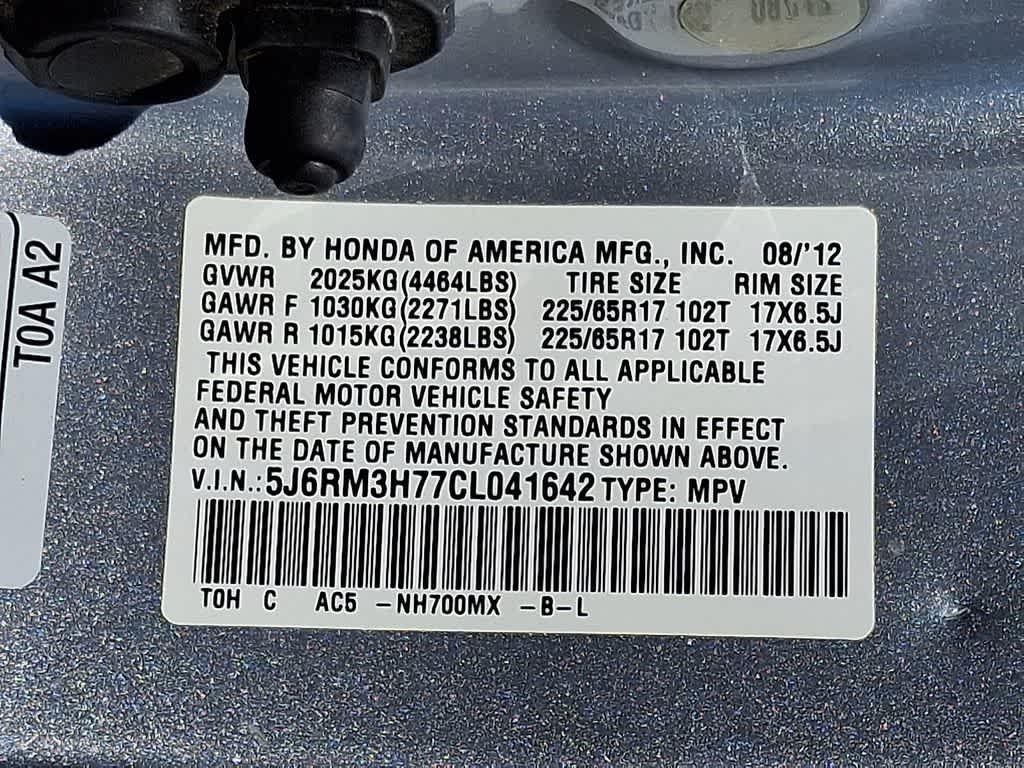 MFD. BY HONDA OF AMERICA MFG., INC. 08/'12
GVWR 2025KG(4464LBS) TIRE SIZE RIM SIZE
GAWR F 1030KG(2271LBS) 225/65R17 102T 17X6.5J
GAWR R 1015KG(2238LBS) 225/65R17 102T 17X6.5J
THIS VEHICLE CONFORMS TO ALL APPLICABLE
FEDERAL MOTOR VEHICLE SAFETY
AND THEFT PREVENTION STANDARDS IN EFFECT
ON THE DATE OF MANUFACTURE SHOWN ABOVE.
V.I.N.: 5J6RM3H77CL041642 TYPE: MPV
TOH C AC5 -NH700MX -B-L
TOA A2